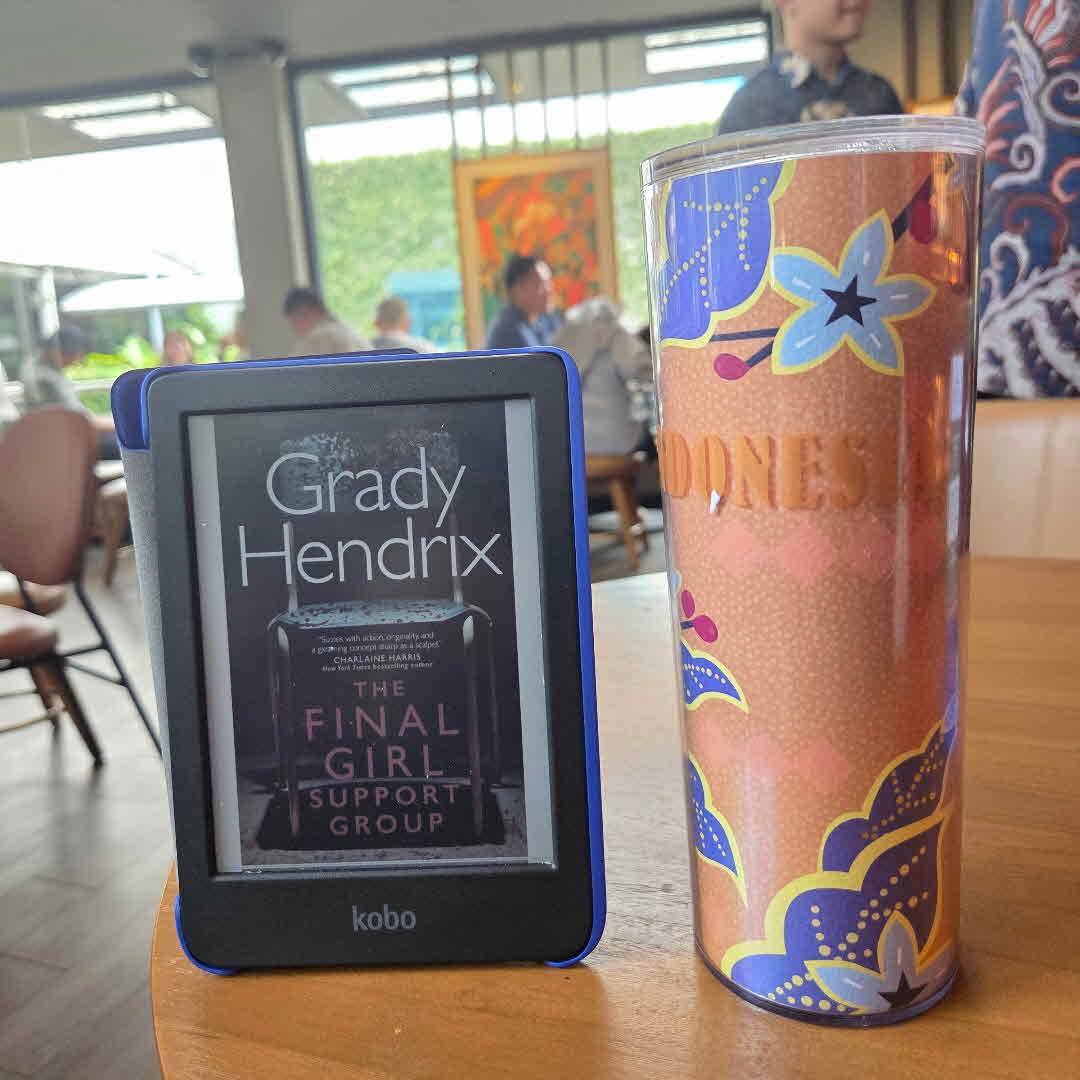 Grady
Hendrix
"Sizzles with action, originality and
a gleaming concept sharp as a scalpel"
CHARLAINE HARRIS
New York Times bestselling author
THE
FINAL
GIRL
SUPPORT
GROUP
kobo
DONES